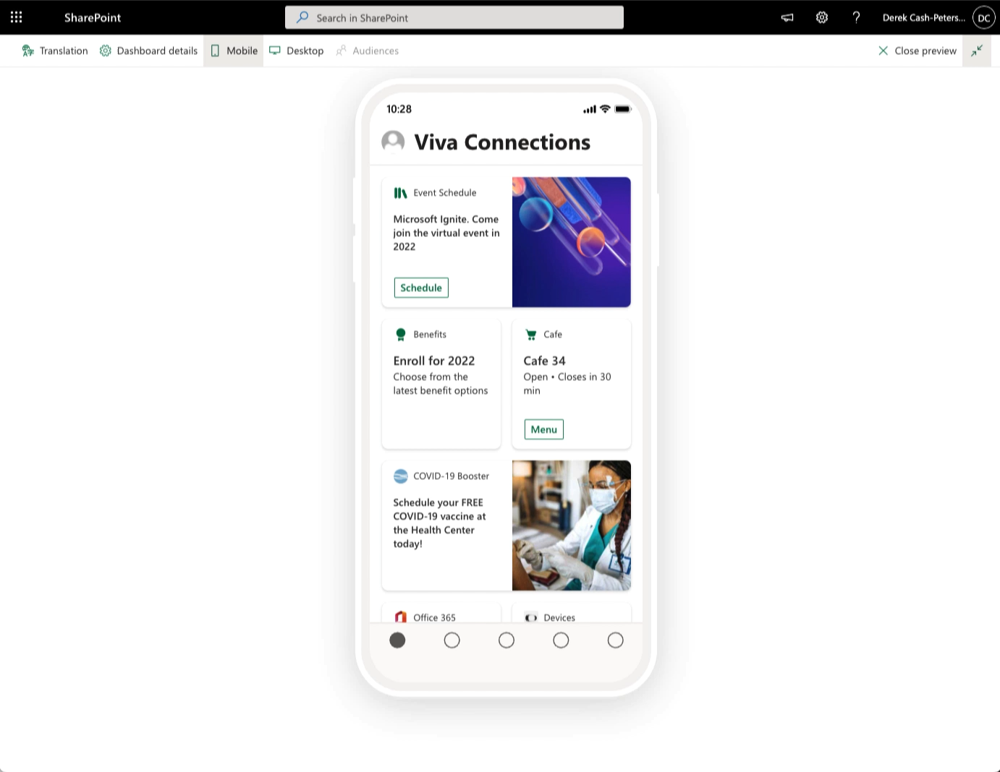 SharePoint
Search in SharePoint
?
Derek Cash-Peters...
DC
Translation
Dashboard details
Mobile
Desktop
Audiences
Close preview
10:28
Viva Connections
Event Schedule
Microsoft Ignite. Come
join the virtual event in
2022
Schedule
Benefits
Enroll for 2022
Choose from the
latest benefit options
Cafe
Cafe 34
Open • Closes in 30
min
Menu
COVID-19 Booster
Schedule your FREE
COVID-19 vaccine at
the Health Center
today!
Office 365
Devices